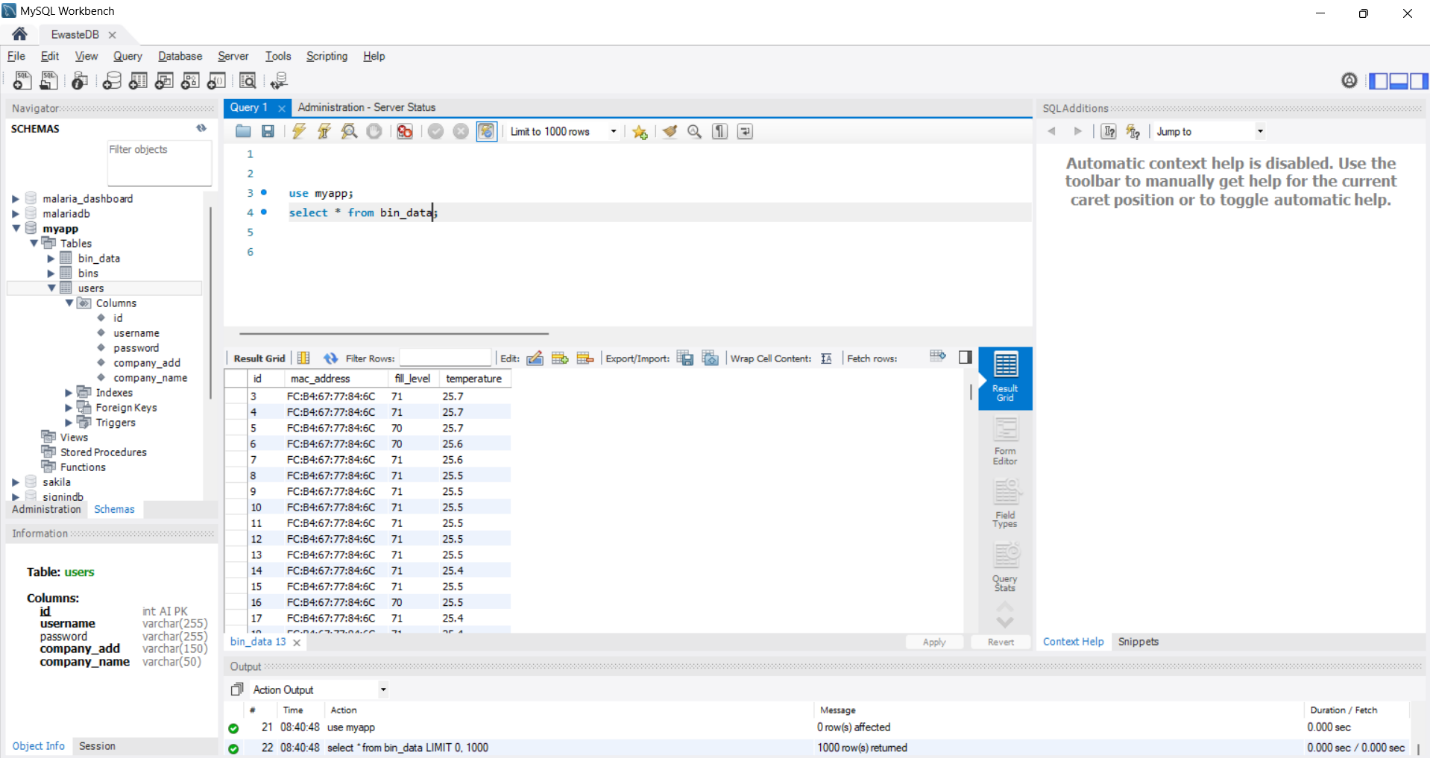 MySQL Workbench
EwasteDB
File Edit View Query Database Server Tools Scripting Help
Navigator
SCHEMAS
Filter objects
malaria_dashboard
malariadb
myapp
Tables
bin_data
bins
users
Columns
id
username
password
company_add
company_name
Indexes
Foreign Keys
Triggers
Views
Stored Procedures
Functions
sakila
signindb
Administration Schemas
Information
Table: users
Columns:
id int AI PK
username varchar(255)
password varchar(255)
company_add varchar(150)
company_name varchar(50)
Object Info Session
Query 1 Administration - Server Status
Limit to 1000 rows
1
2
3 use myapp;
4 select * from bin_data;
5
6
Result Grid Filter Rows: Edit: Export/Import: Wrap Cell Content: Fetch rows:
id mac_address fill_level temperature
3 FC:B4:67:77:84:6C 71 25.7
4 FC:B4:67:77:84:6C 71 25.7
5 FC:B4:67:77:84:6C 70 25.7
6 FC:B4:67:77:84:6C 70 25.6
7 FC:B4:67:77:84:6C 71 25.6
8 FC:B4:67:77:84:6C 71 25.5
9 FC:B4:67:77:84:6C 71 25.5
10 FC:B4:67:77:84:6C 71 25.5
11 FC:B4:67:77:84:6C 71 25.5
12 FC:B4:67:77:84:6C 71 25.5
13 FC:B4:67:77:84:6C 71 25.5
14 FC:B4:67:77:84:6C 71 25.4
15 FC:B4:67:77:84:6C 71 25.5
16 FC:B4:67:77:84:6C 70 25.5
17 FC:B4:67:77:84:6C 71 25.4
Result
Grid
Form
Editor
Field
Types
Query
Stats
bin_data 13 Apply Revert
SQLAdditions
Jump to
Automatic context help is disabled. Use the
toolbar to manually get help for the current
caret position or to toggle automatic help.
Context Help Snippets
Output
Action Output
# Time Action Message Duration / Fetch
21 08:40:48 use myapp 0 row(s) affected 0.000 sec
22 08:40:48 select * from bin_data LIMIT 0, 1000 1000 row(s) returned 0.000 sec / 0.000 sec